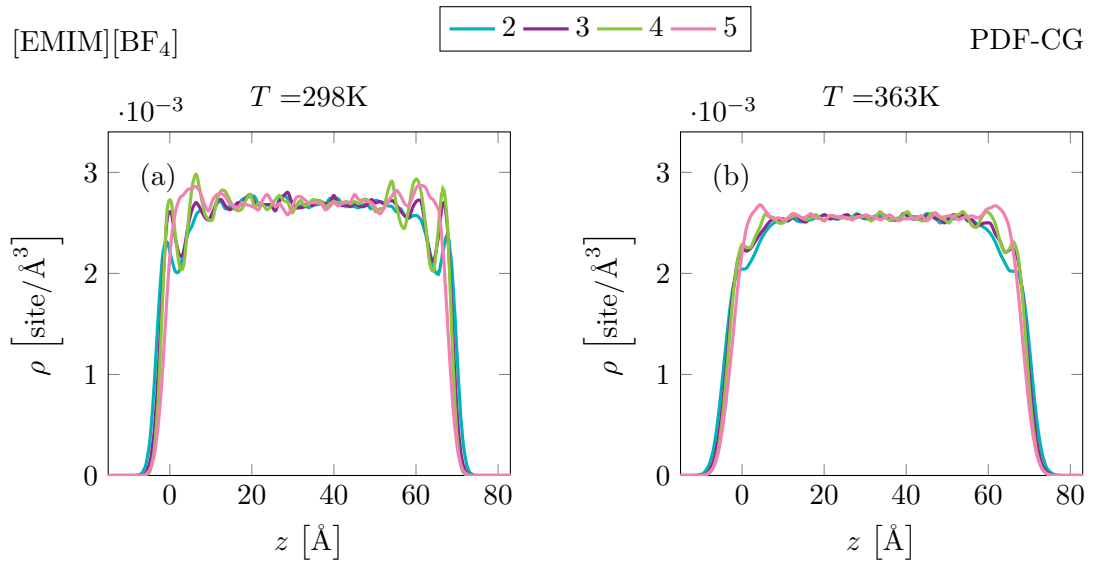 [EMIM][BF₄]
2 3 4 5
PDF-CG
·10⁻³
T =298K
(a)
3
2
1
0
ρ [site/Å³]
0 20 40 60 80
z [Å]
·10⁻³
T =363K
(b)
3
2
1
0
ρ [site/Å³]
0 20 40 60 80
z [Å]